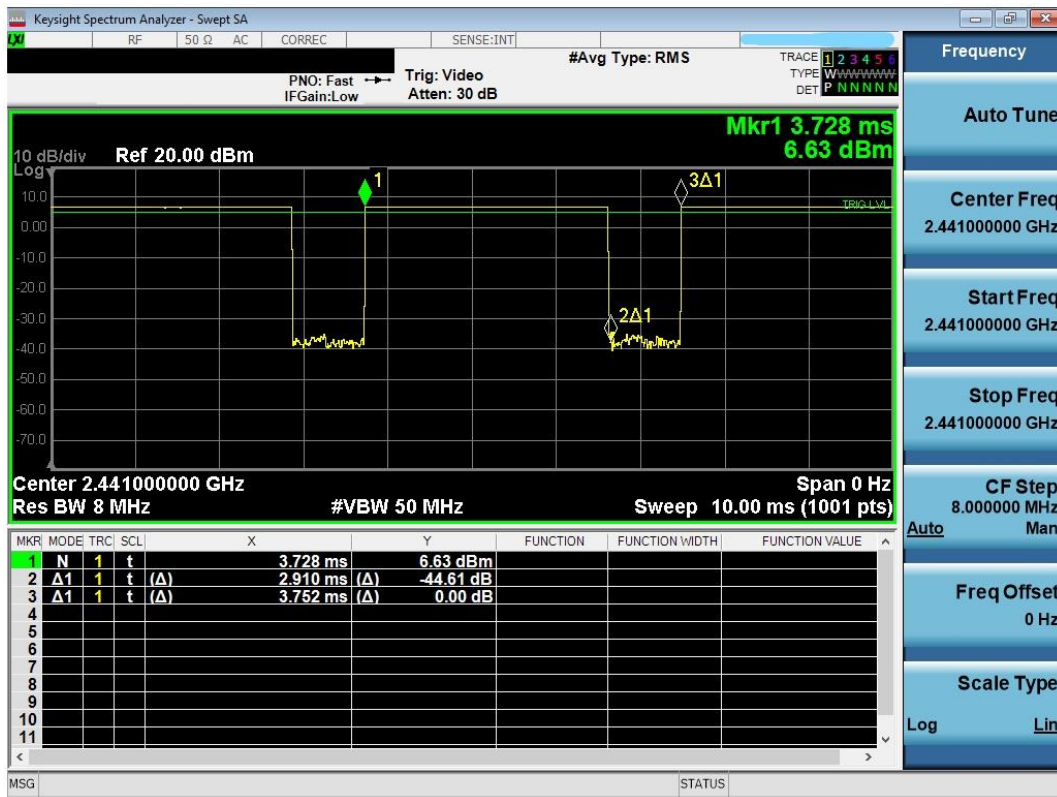 Keysight Spectrum Analyzer - Swept SA
LXI RF 50 Ω AC CORREC SENSE:INT
#Avg Type: RMS
PNO: Fast
IFGain:Low
Trig: Video
Atten: 30 dB
TRACE 1 2 3 4 5 6
TYPE WWWWWW
DET P N N N N N
Mkr1 3.728 ms
6.63 dBm
10 dB/div Ref 20.00 dBm
Log
10.0
0.00
-10.0
-20.0
-30.0
-40.0
-50.0
-60.0
-70.0
1
3Δ1
TRIG LVL
2Δ1
Center 2.441000000 GHz Span 0 Hz
Res BW 8 MHz #VBW 50 MHz Sweep 10.00 ms (1001 pts)
MKR MODE TRC SCL X Y FUNCTION FUNCTION WIDTH FUNCTION VALUE
1 N 1 t 3.728 ms 6.63 dBm
2 Δ1 1 t (Δ) 2.910 ms (Δ) -44.61 dB
3 Δ1 1 t (Δ) 3.752 ms (Δ) 0.00 dB
4
5
6
7
8
9
10
11
MSG STATUS
Frequency
Auto Tune
Center Freq
2.441000000 GHz
Start Freq
2.441000000 GHz
Stop Freq
2.441000000 GHz
CF Step
8.000000 MHz
Auto Man
Freq Offset
0 Hz
Scale Type
Log Lin